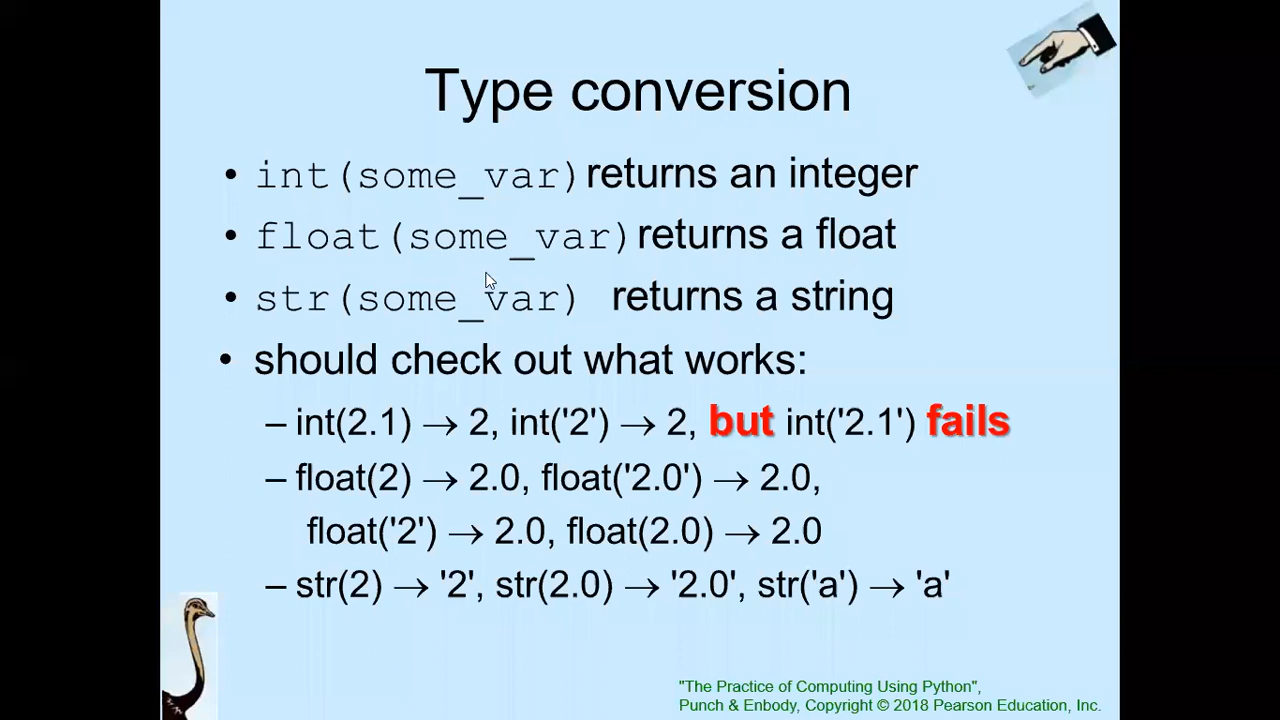 Type conversion
• int(some_var) returns an integer
• float(some_var) returns a float
• str(some_var) returns a string
• should check out what works:
– int(2.1) → 2, int('2') → 2, but int('2.1') fails
– float(2) → 2.0, float('2.0') → 2.0,
float('2') → 2.0, float(2.0) → 2.0
– str(2) → '2', str(2.0) → '2.0', str('a') → 'a'
"The Practice of Computing Using Python",
Punch & Enbody, Copyright © 2018 Pearson Education, Inc.